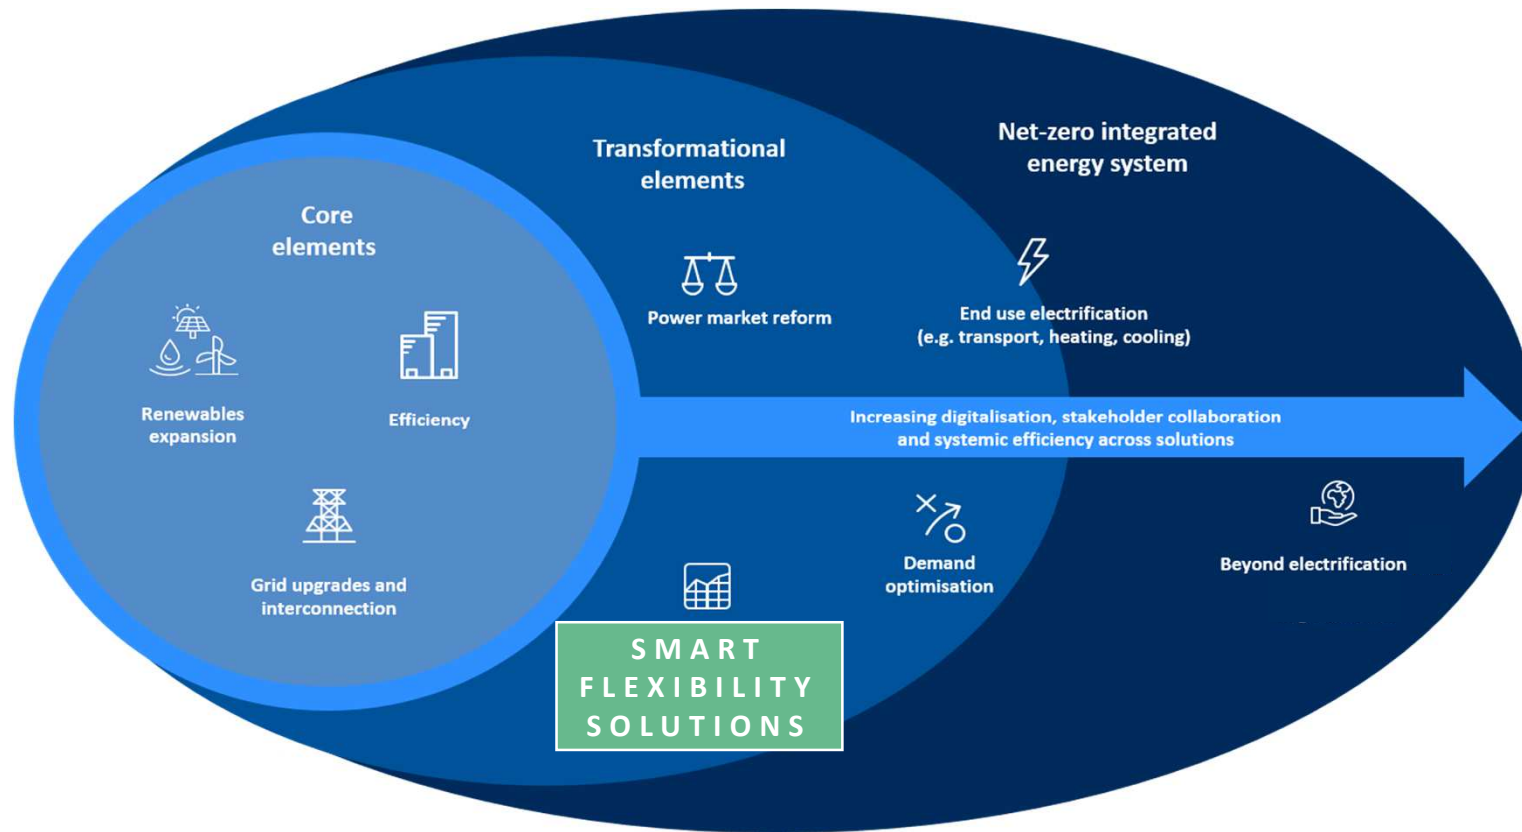 Core
elements
Renewables
expansion
Efficiency
Grid upgrades and
interconnection
Transformational
elements
Power market reform
Net-zero integrated
energy system
End use electrification
(e.g. transport, heating, cooling)
Increasing digitalisation, stakeholder collaboration
and systemic efficiency across solutions
Demand
optimisation
SMART
FLEXIBILITY
SOLUTIONS
Beyond electrification